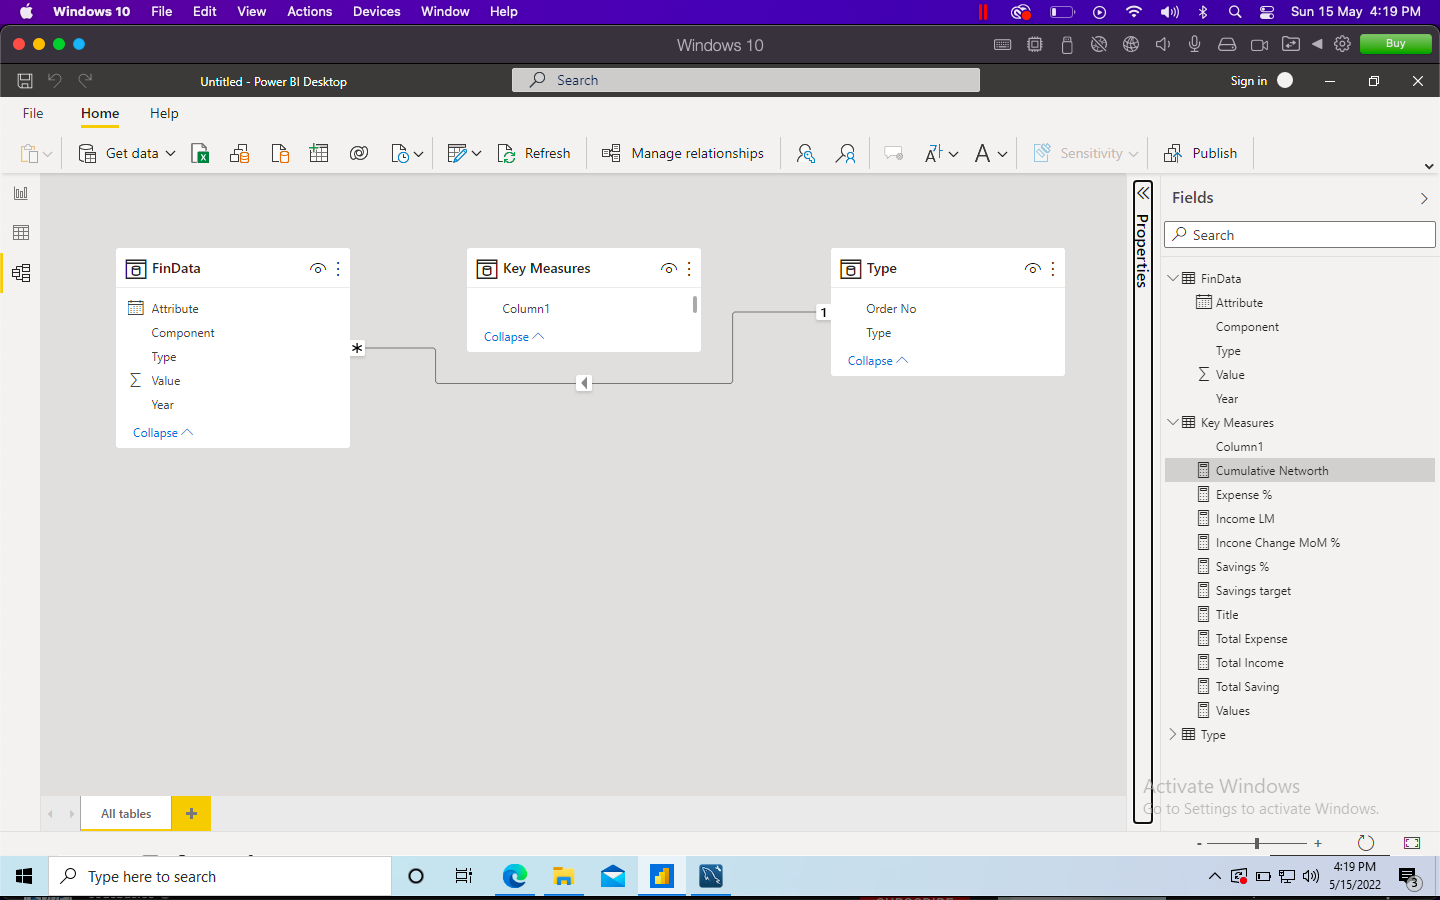 Windows 10 File Edit View Actions Devices Window Help Sun 15 May 4:19 PM
Windows 10 Buy
Untitled - Power BI Desktop Search Sign in
File Home Help
Get data Refresh Manage relationships Sensitivity Publish
Properties
FinData
Attribute
Component
Type
Σ Value
Year
Collapse
*
Key Measures
Column1
Collapse
1
Type
Order No
Type
Collapse
Fields
Search
FinData
Attribute
Component
Type
Σ Value
Year
Key Measures
Column1
Cumulative Networth
Expense %
Income LM
Incone Change MoM %
Savings %
Savings target
Title
Total Expense
Total Income
Total Saving
Values
Type
Activate Windows
Go to Settings to activate Windows.
All tables +
- +
Type here to search 4:19 PM
5/15/2022 3